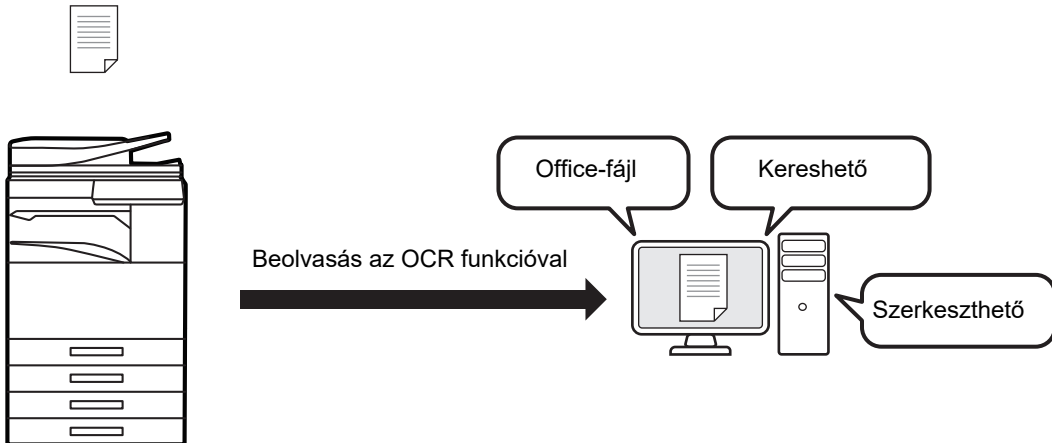 Office-fájl
Kereshető
Beolvasás az OCR funkcióval
Szerkeszthető